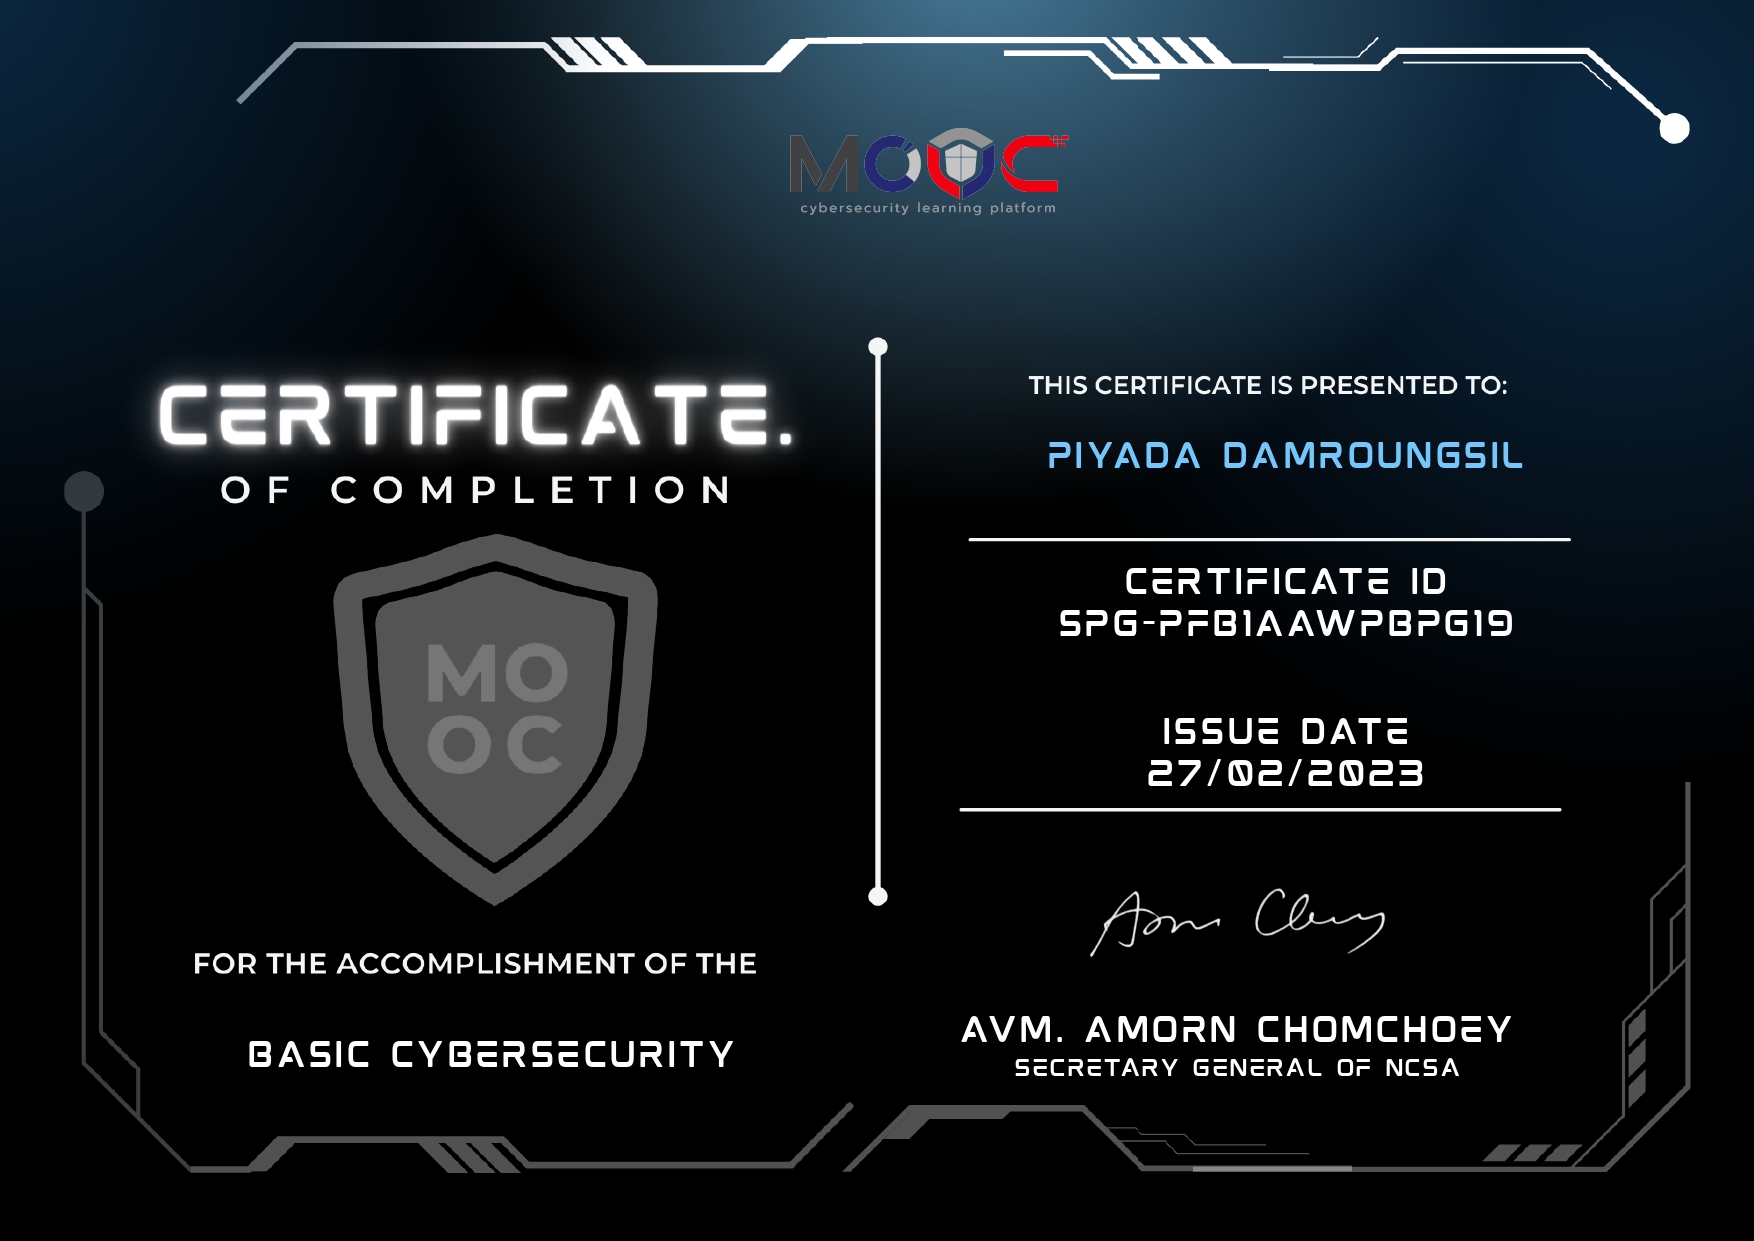 MOOC
cybersecurity learning platform
CERTIFICATE.
OF COMPLETION
MO
OC
FOR THE ACCOMPLISHMENT OF THE
BASIC CYBERSECURITY
THIS CERTIFICATE IS PRESENTED TO:
PIYADA DAMROUNGSIL
CERTIFICATE ID
SPG-PFB1AAWPBPG19
ISSUE DATE
27/02/2023
AVM. AMORN CHOMCHOEY
SECRETARY GENERAL OF NCSA